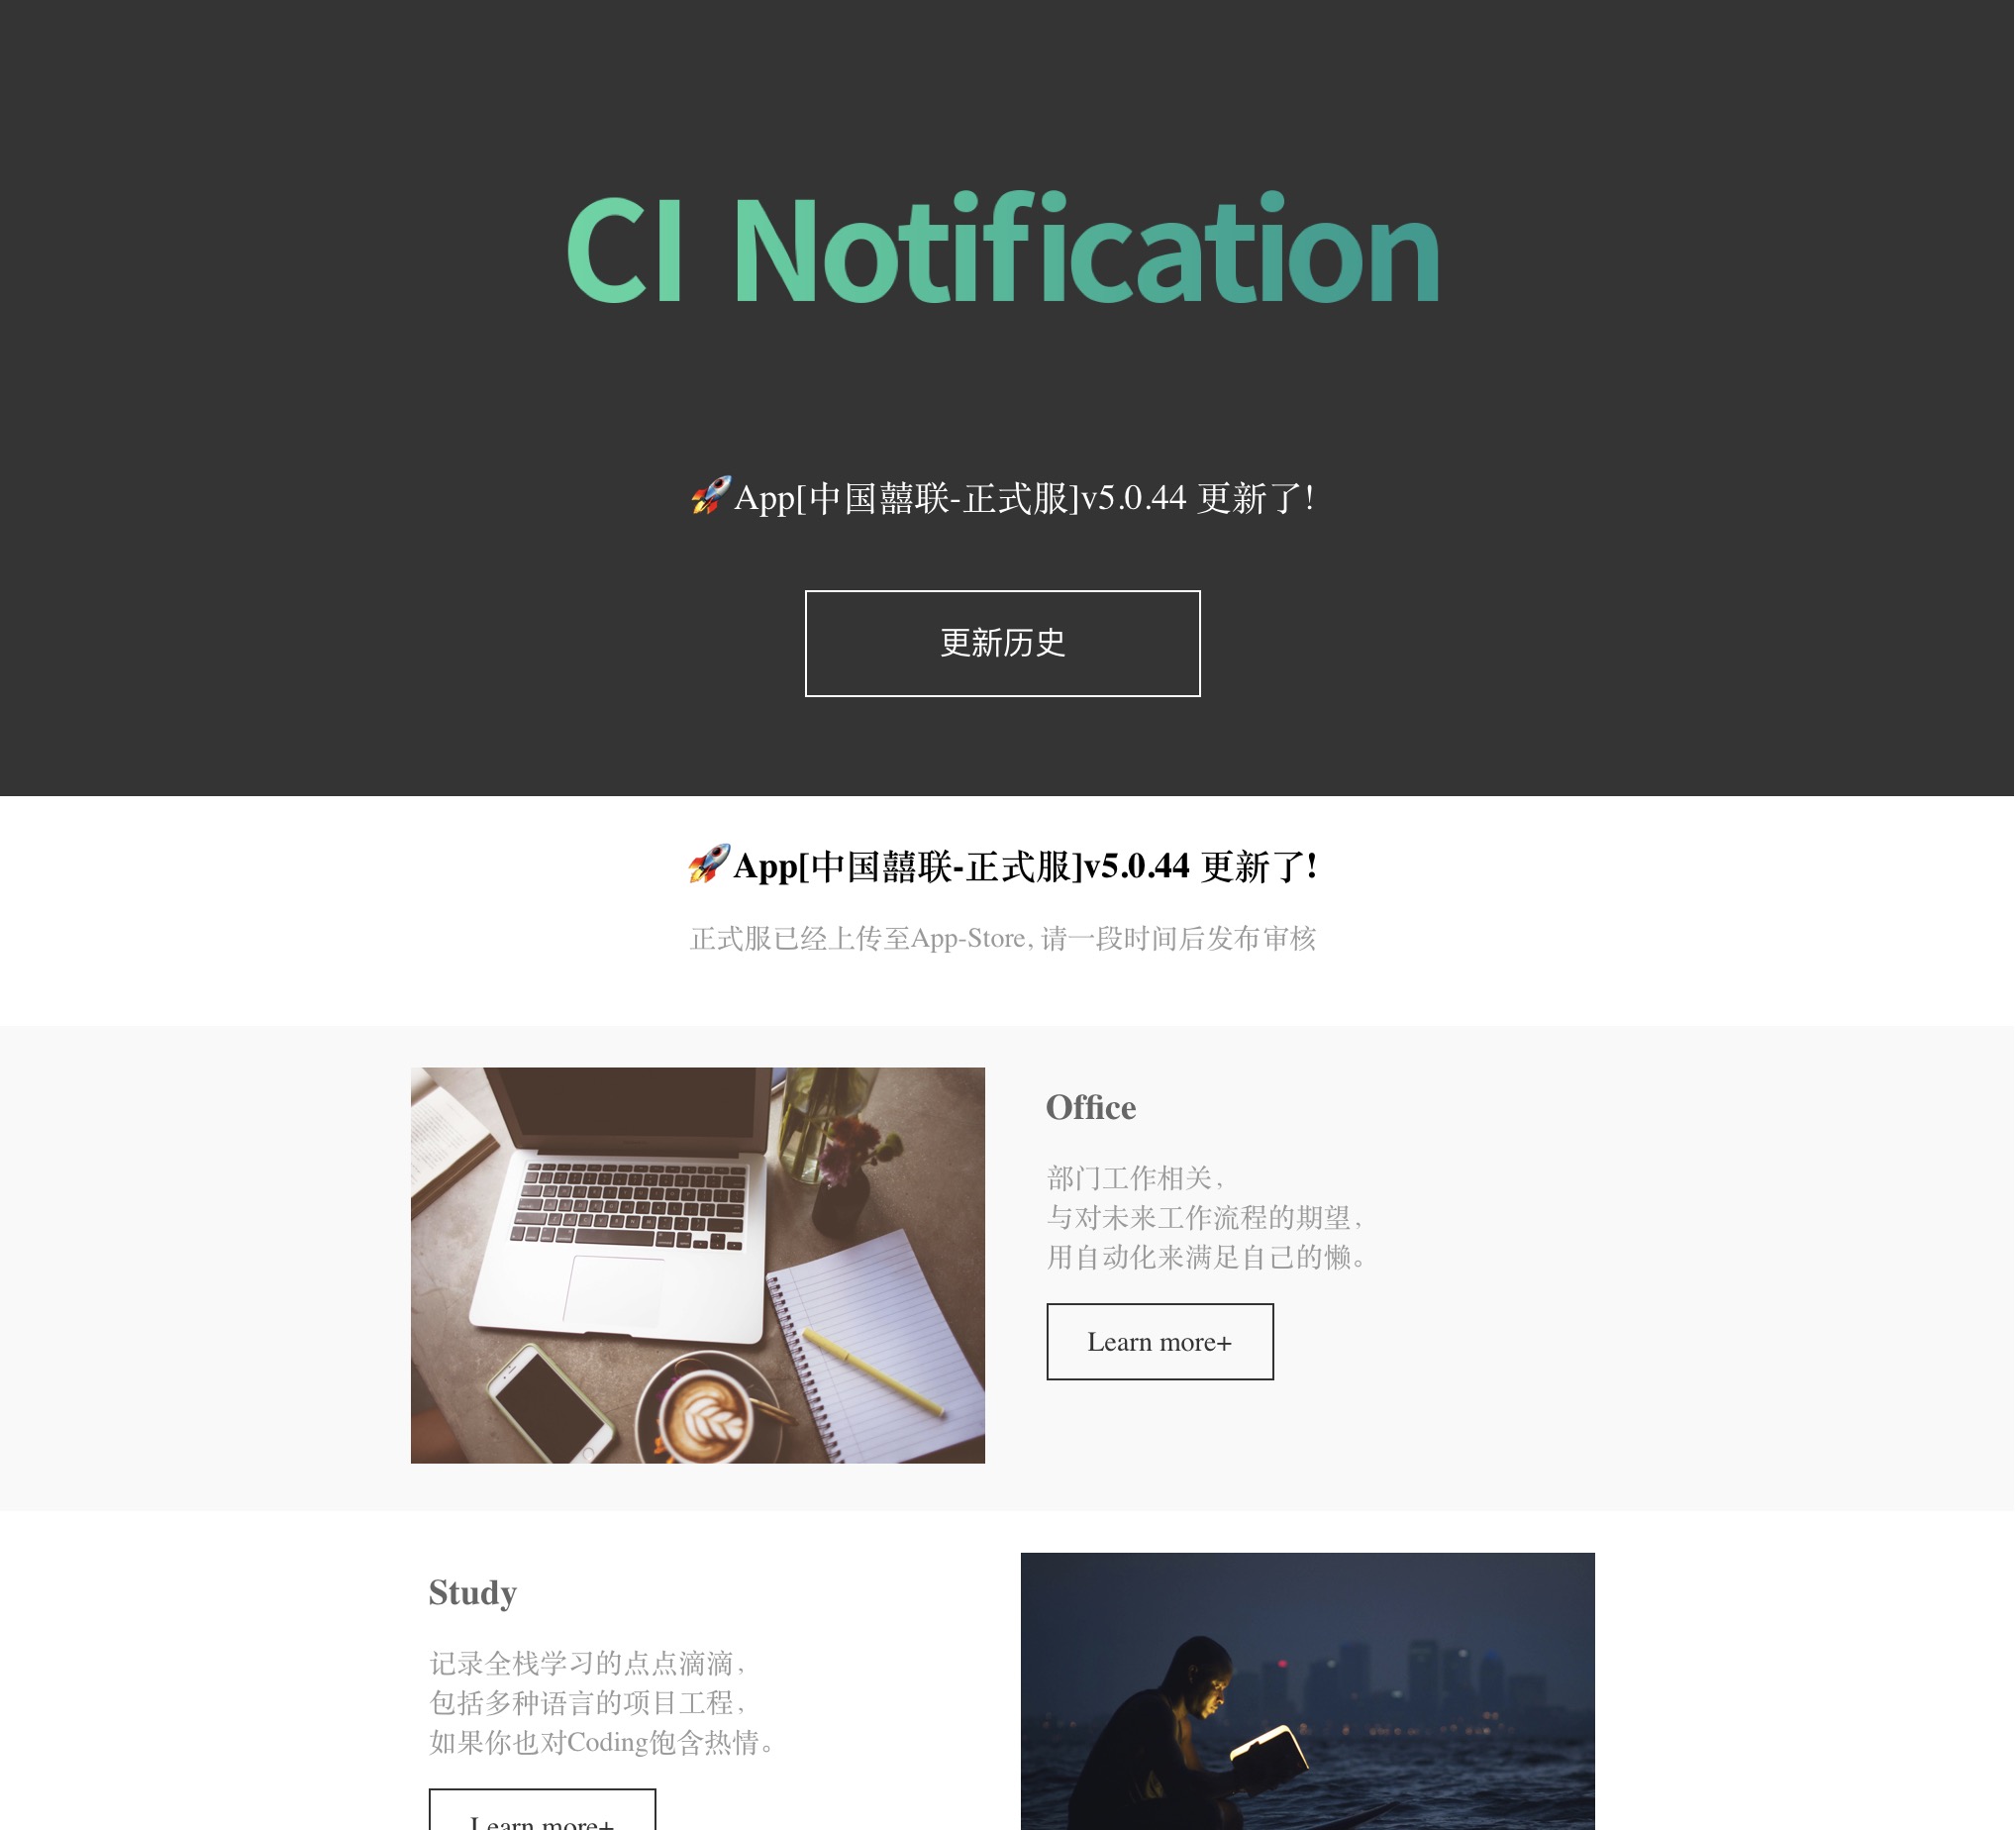 CI Notification
🚀App[中国囍联-正式服]v5.0.44 更新了!
更新历史
🚀App[中国囍联-正式服]v5.0.44 更新了!
正式服已经上传至App-Store, 请一段时间后发布审核
Office
部门工作相关,
与对未来工作流程的期望,
用自动化来满足自己的懒。
Learn more+
Study
记录全栈学习的点点滴滴,
包括多种语言的项目工程,
如果你也对Coding饱含热情。
Learn more+